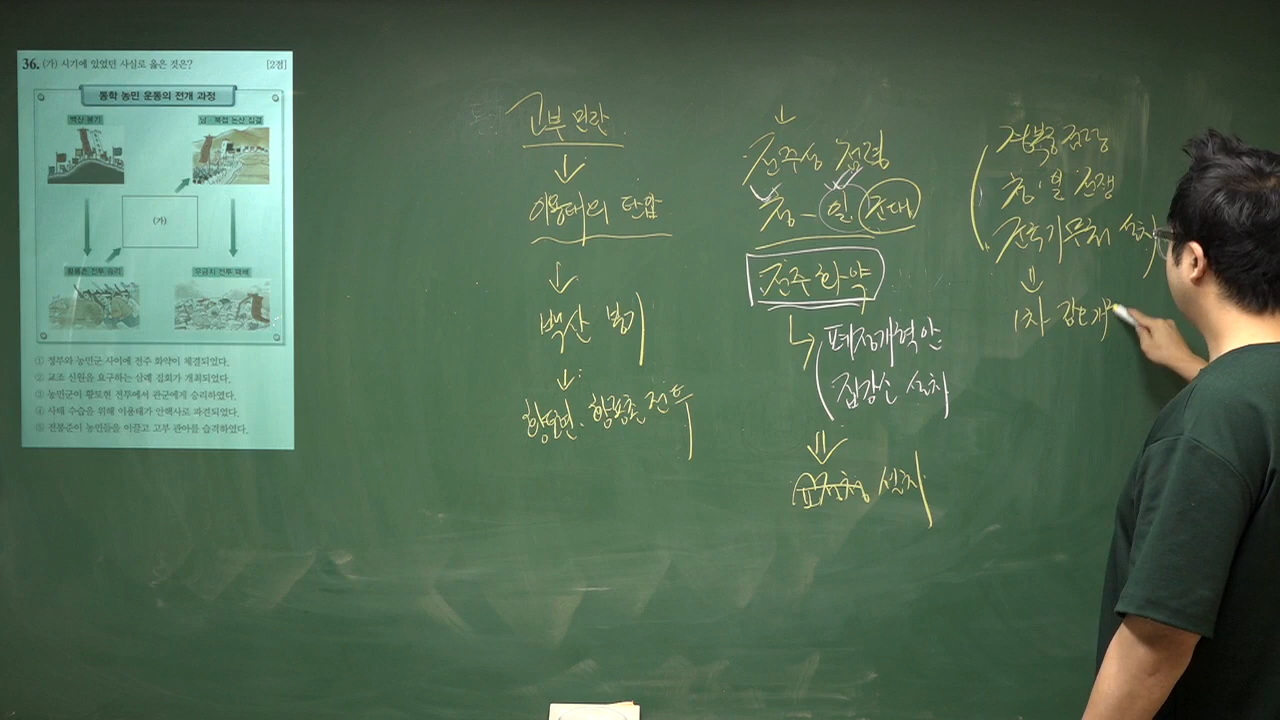 36. (가) 시기에 있었던 사실로 옳은 것은? [2점]
동학 농민 운동의 전개 과정
백산 봉기
남·북접 논산 집결
(가)
황룡촌 전투 승리
우금치 전투 패배
① 정부와 농민군 사이에 전주 화약이 체결되었다.
② 교조 신원을 요구하는 삼례 집회가 개최되었다.
③ 농민군이 황토현 전투에서 관군에게 승리하였다.
④ 사태 수습을 위해 이용태가 안핵사로 파견되었다.
⑤ 전봉준이 농민들을 이끌고 고부 관아를 습격하였다.
고부 민란
↓
이용태의 탄압
↓
백산 봉기
↓
황토현, 황룡촌 전투
↓
전주성 점령
청-일 군대
전주 화약
↳ 폐정개혁안
집강소 설치
⇓
교정청 설치
경복궁 점령
청·일 전쟁
군국기무처 설치
⇓
1차 갑오개